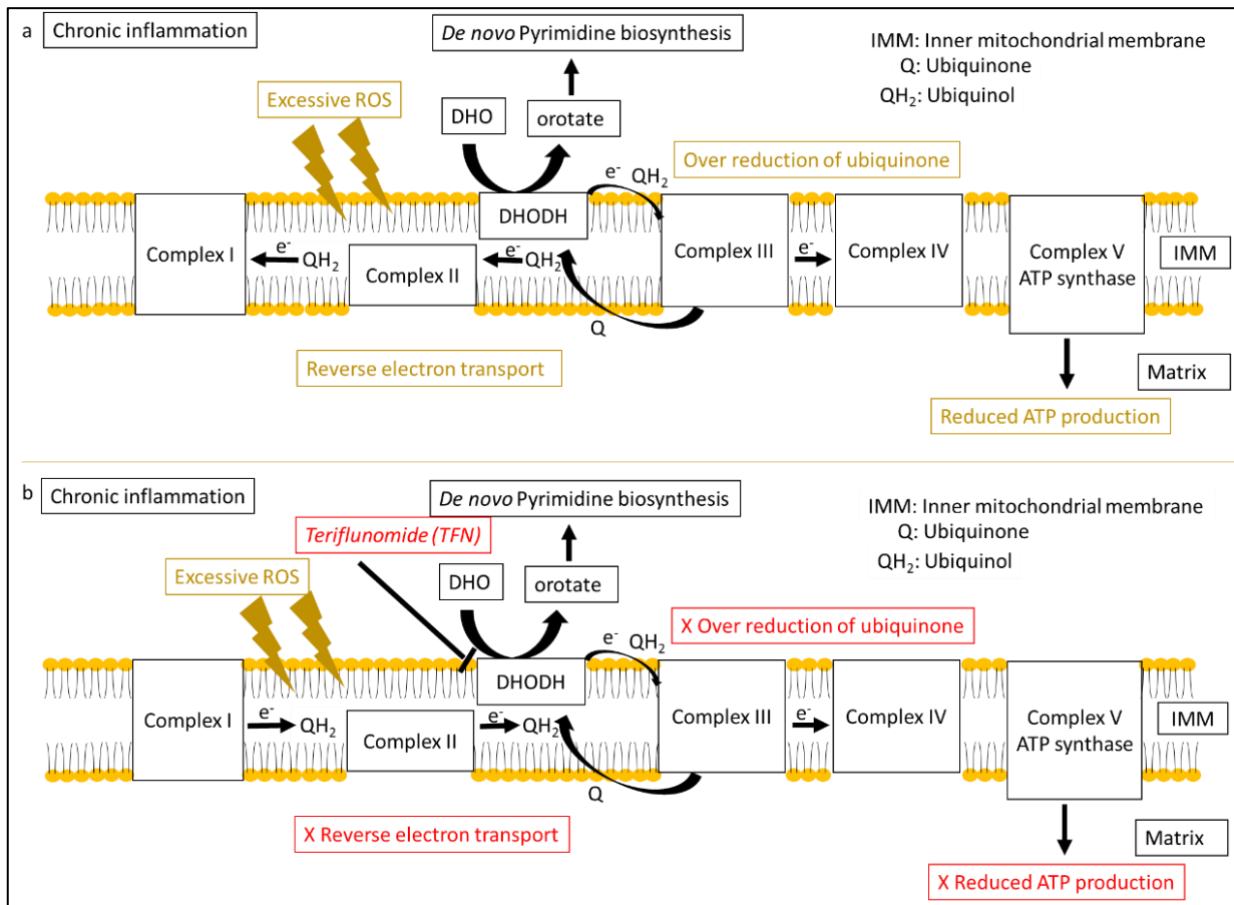 a
Chronic inflammation
De novo Pyrimidine biosynthesis
IMM: Inner mitochondrial membrane
Q: Ubiquinone
QH₂: Ubiquinol
Excessive ROS
DHO
orotate
Over reduction of ubiquinone
e⁻ QH₂
DHODH
Complex I
e⁻
QH₂
Complex II
e⁻
QH₂
Complex III
e⁻
Complex IV
Complex V
ATP synthase
IMM
Q
Reverse electron transport
Matrix
Reduced ATP production
b
Chronic inflammation
De novo Pyrimidine biosynthesis
IMM: Inner mitochondrial membrane
Q: Ubiquinone
QH₂: Ubiquinol
Teriflunomide (TFN)
Excessive ROS
DHO
orotate
X Over reduction of ubiquinone
e⁻ QH₂
DHODH
Complex I
e⁻
QH₂
Complex II
e⁻
QH₂
Complex III
e⁻
Complex IV
Complex V
ATP synthase
IMM
Q
X Reverse electron transport
Matrix
X Reduced ATP production